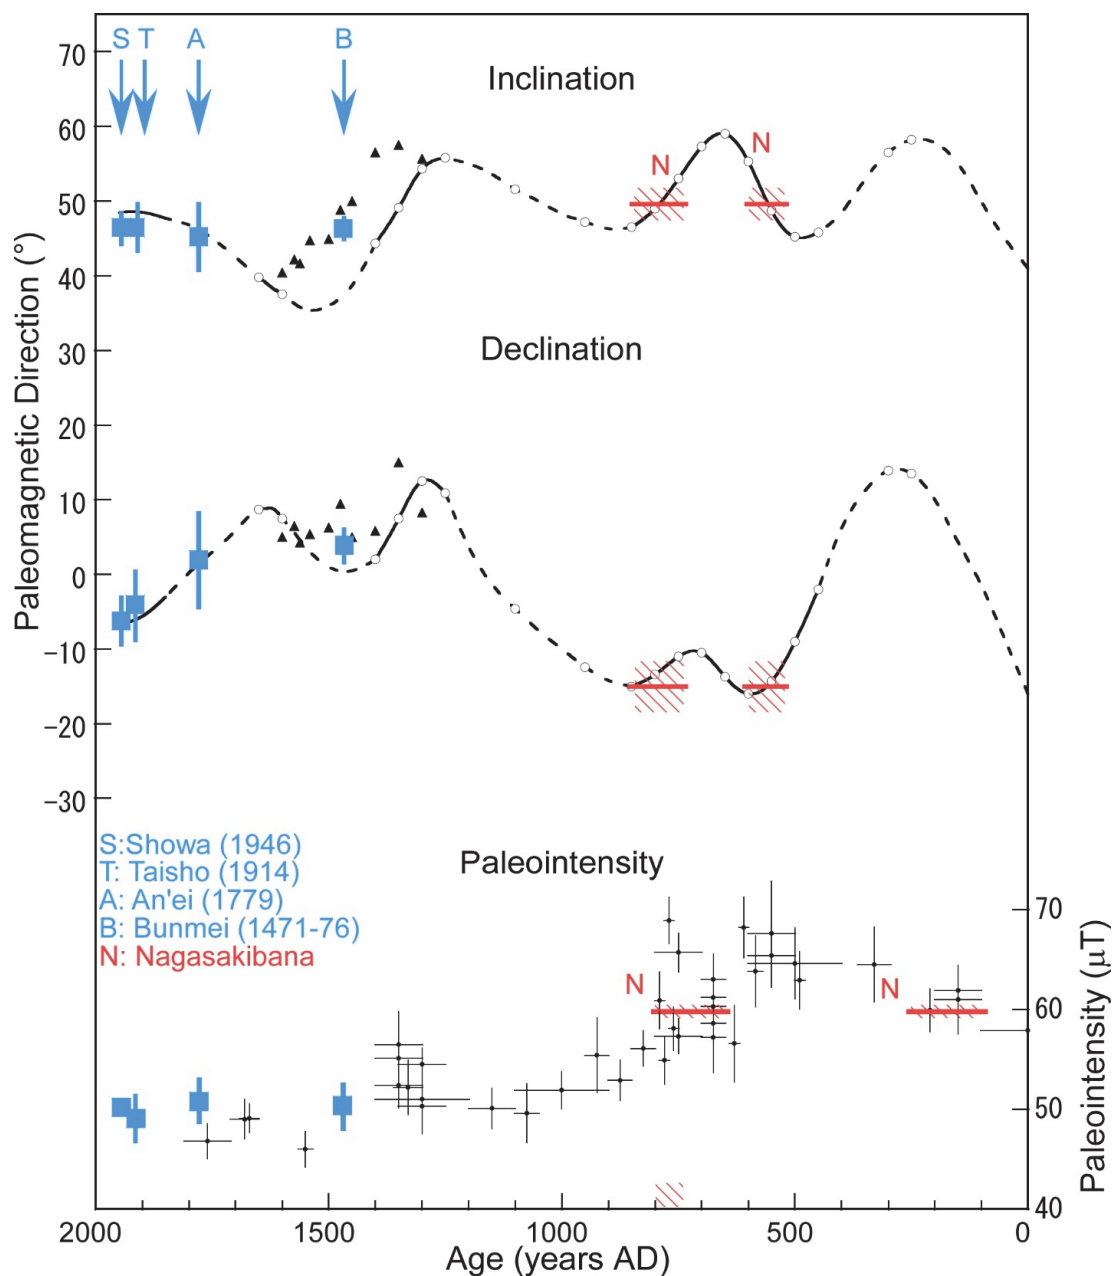 S T A B
Inclination
N N
70
60
50
40
30
20
10
0
−10
−20
−30
Paleomagnetic Direction (°)
Declination
S:Showa (1946)
T: Taisho (1914)
A: An'ei (1779)
B: Bunmei (1471-76)
N: Nagasakibana
Paleointensity
N N
70
60
50
40
Paleointensity (μT)
2000 1500 1000 500 0
Age (years AD)